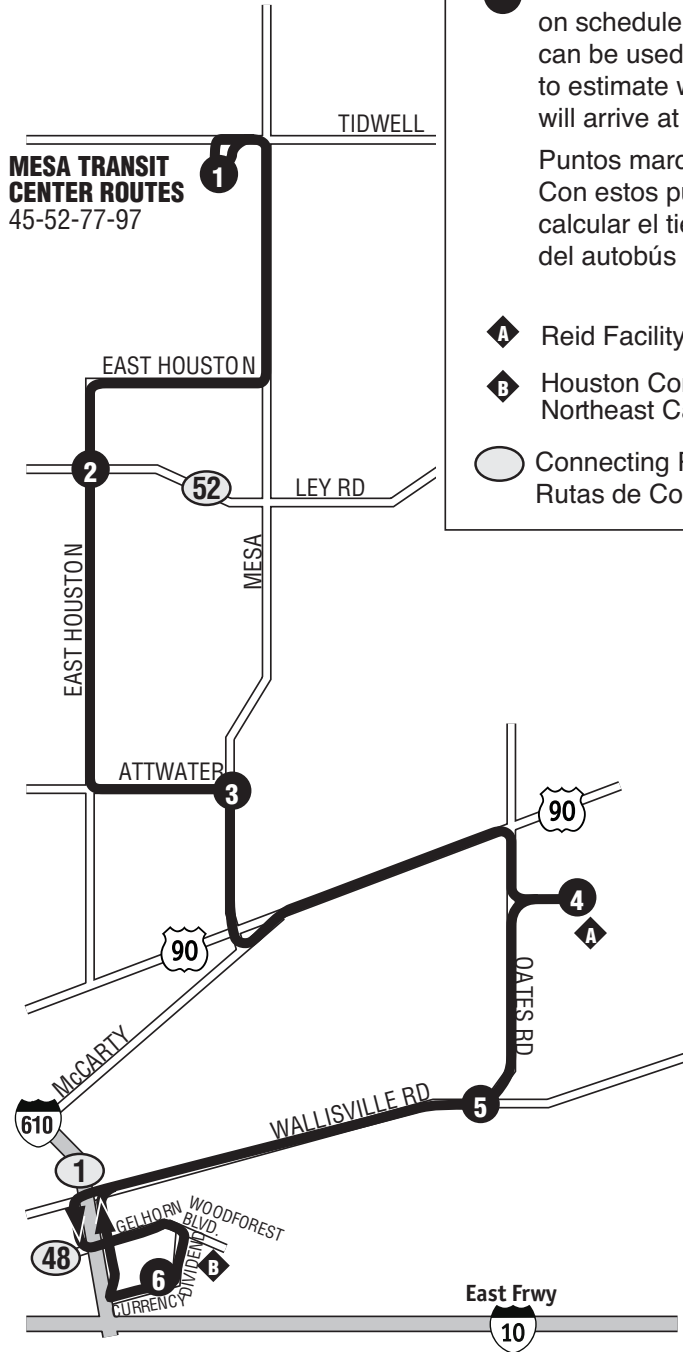 on schedule
can be used
to estimate w
will arrive at
Puntos marc
Con estos pu
calcular el tie
del autobús
A Reid Facility
B Houston Co
Northeast Ca
Connecting R
Rutas de Co
TIDWELL
MESA TRANSIT
CENTER ROUTES
45-52-77-97
1
EAST HOUSTON
2
52
LEY RD
MESA
EAST HOUSTON
ATTWATER
3
90
4
A
90
OATES RD
McCARTY
610
WALLISVILLE RD
5
1
GELHORN
WOODFOREST
BLVD.
48
DIVIDEND
B
6
CURRENCY
East Frwy
10